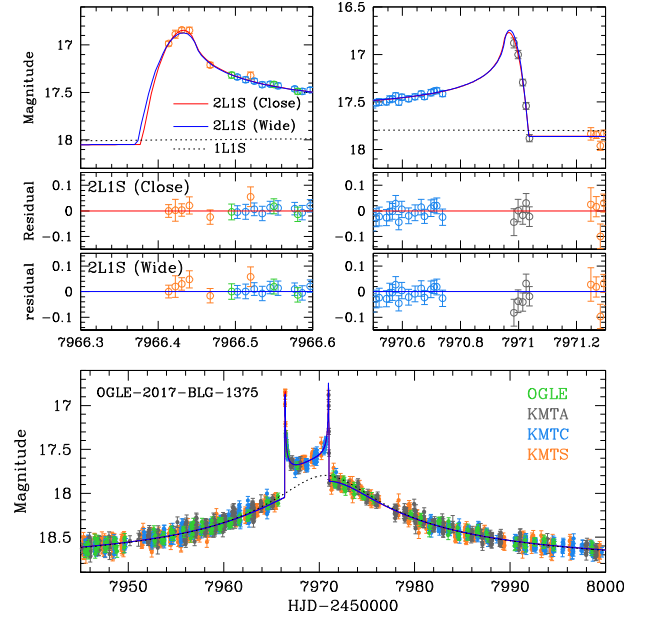 16.5
17
17
17.5
17.5
18
18
Magnitude
Magnitude
2L1S (Close)
2L1S (Wide)
1L1S
2L1S (Close)
0.1
0
−0.1
Residual
0.1
0
−0.1
Residual
2L1S (Wide)
0.1
0
−0.1
residual
0.1
0
−0.1
residual
7966.3 7966.4 7966.5 7966.6
7970.6 7970.8 7971 7971.2
OGLE−2017−BLG−1375
OGLE
KMTA
KMTC
KMTS
17
17.5
18
18.5
Magnitude
7950 7960 7970 7980 7990 8000
HJD−2450000